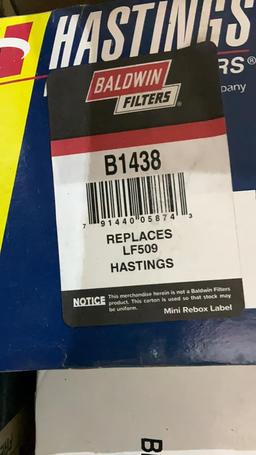 HASTINGS
RS®
pany
BALDWIN
FILTERS®
B1438
7 91440 05874 3
REPLACES
LF509
HASTINGS
NOTICE This merchandise herein is not a Baldwin Filters
product. This carton is used so that stock may
be uniform.
Mini Rebox Label